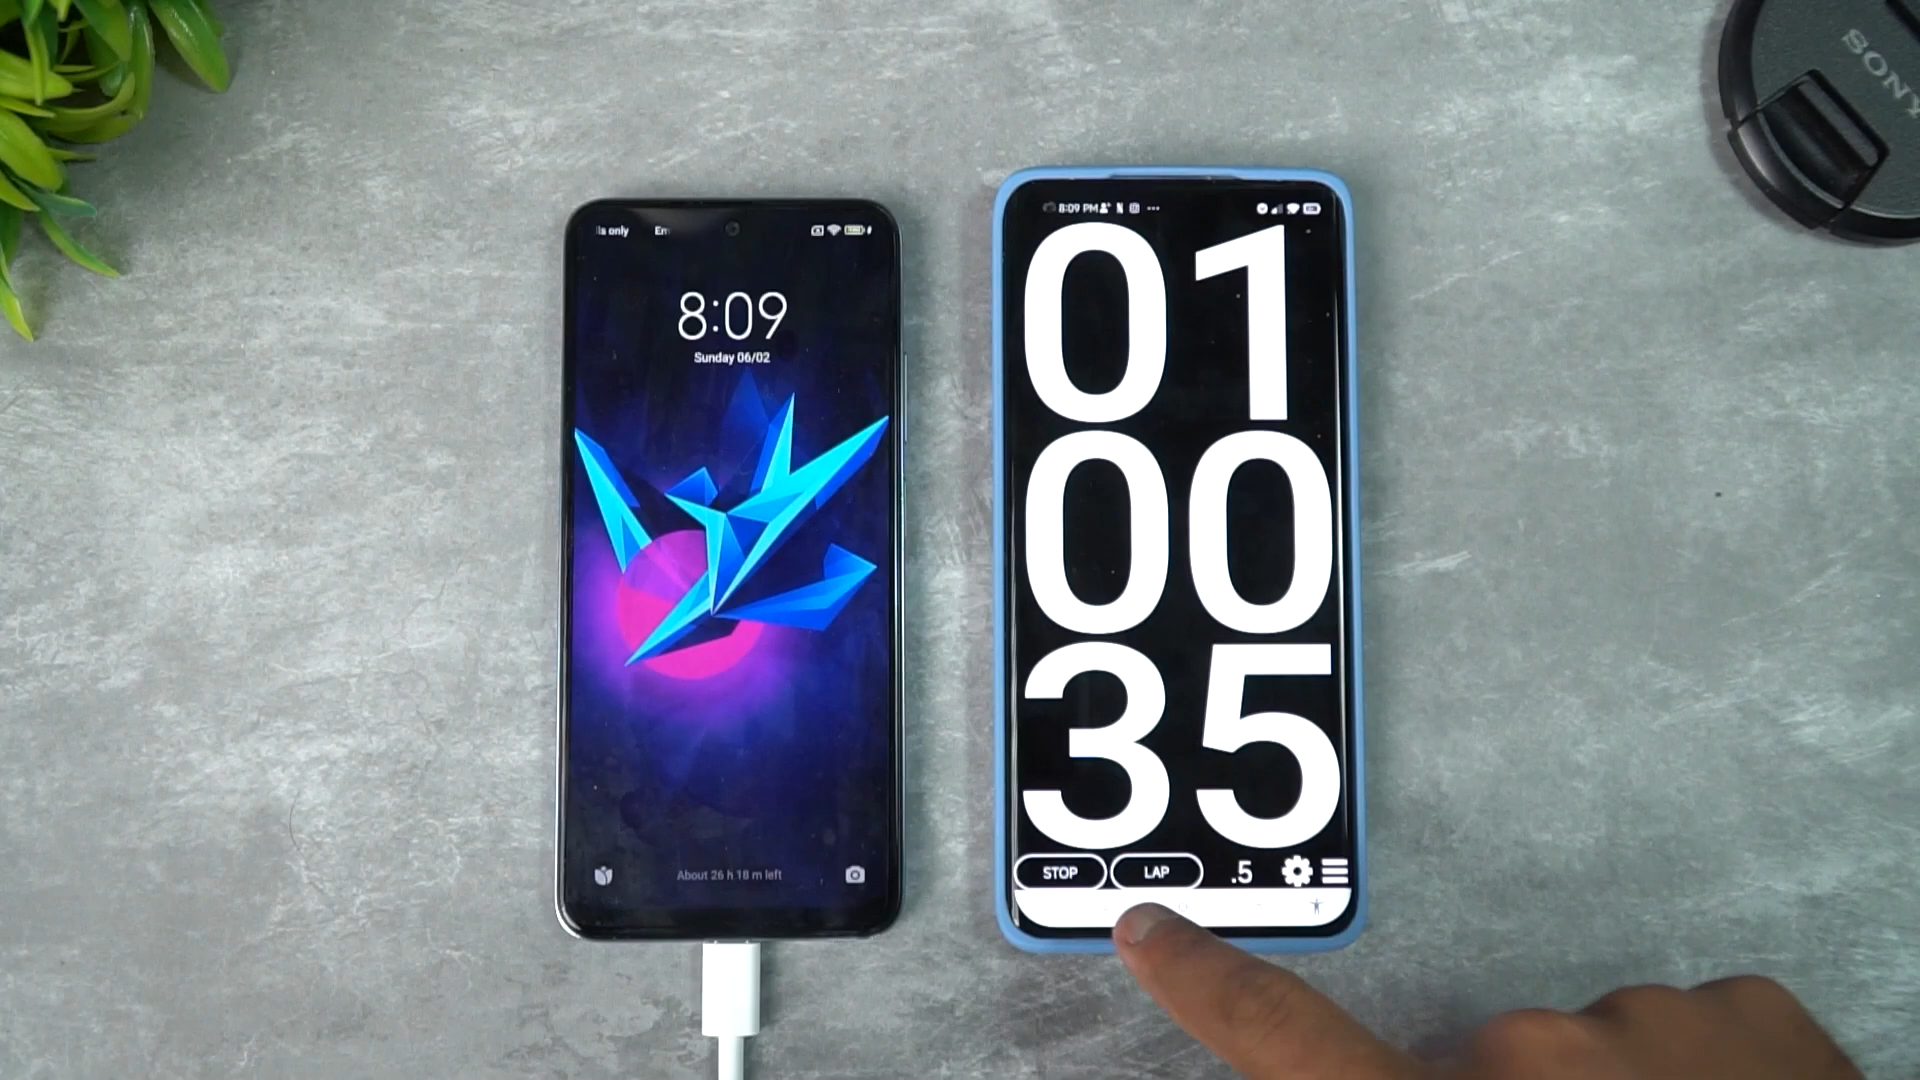 ls only Em
8:09
Sunday 06/02
About 26 h 18 m left
8:09 PM
01
00
35
STOP LAP .5
SONY